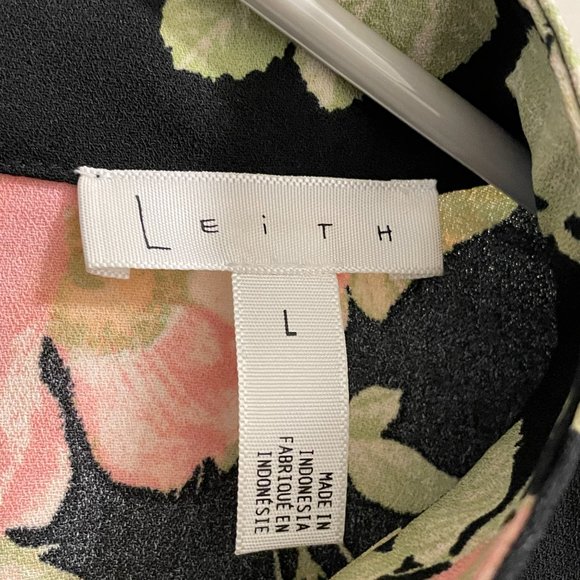 LEiTH
L
MADE IN
INDONESIA
FABRIQUÉ EN
INDONÉSIE